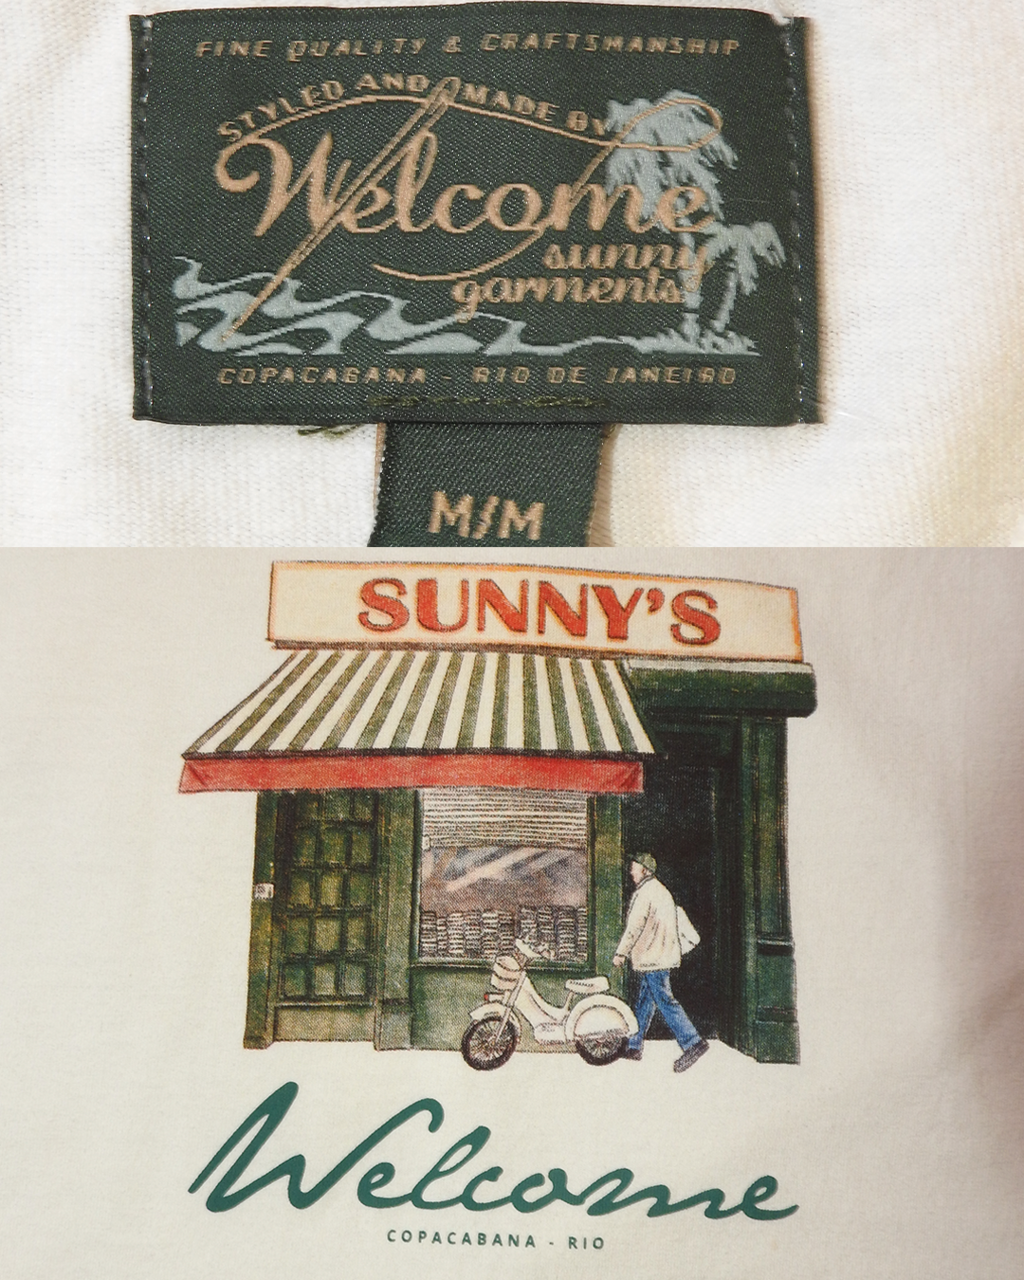 FINE QUALITY & CRAFTSMANSHIP
STYLED AND MADE BY
Welcome
sunny
garments
COPACABANA - RIO DE JANEIRO
M/M
SUNNY'S
Welcome
COPACABANA - RIO